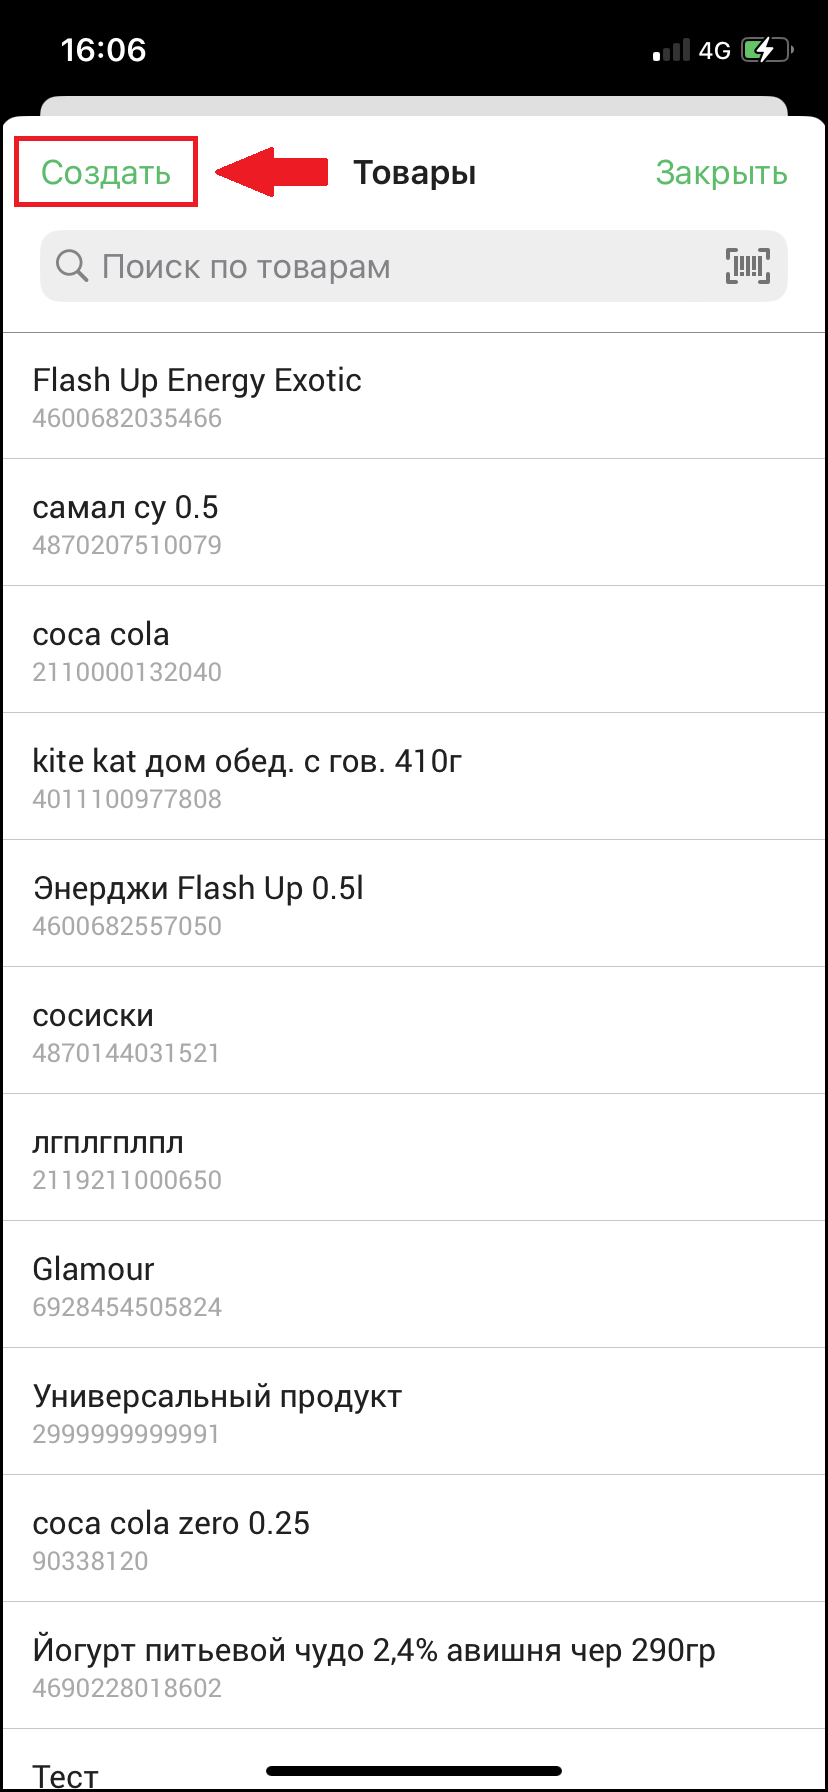 16:06
4G
Создать
Товары
Закрыть
Поиск по товарам
Flash Up Energy Exotic
4600682035466
самал су 0.5
4870207510079
coca cola
2110000132040
kite kat дом обед. с гов. 410г
4011100977808
Энерджи Flash Up 0.5l
4600682557050
сосиски
4870144031521
лгплгплпл
2119211000650
Glamour
6928454505824
Универсальный продукт
2999999999991
coca cola zero 0.25
90338120
Йогурт питьевой чудо 2,4% авишня чер 290гр
4690228018602
Тест